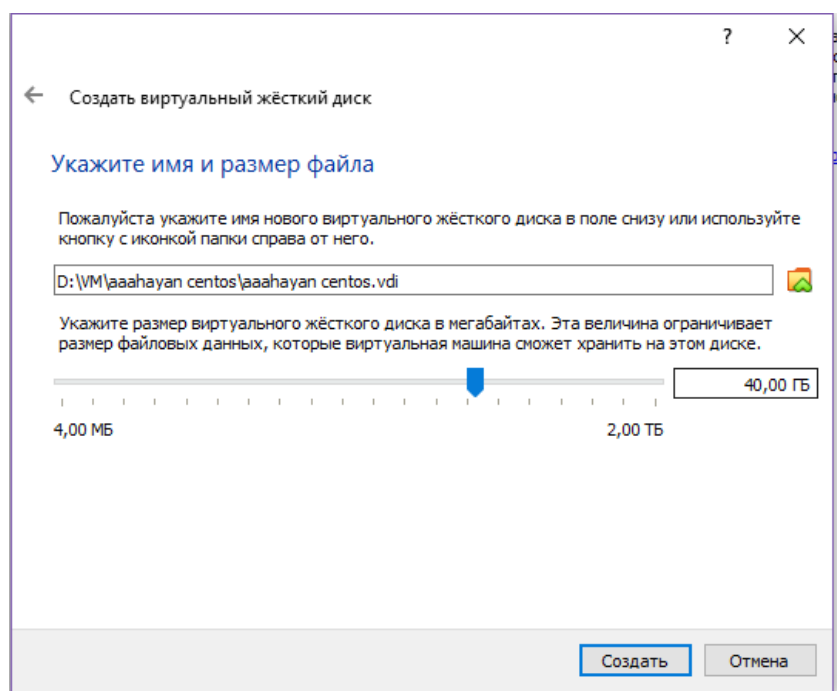 ?
Создать виртуальный жёсткий диск
Укажите имя и размер файла
Пожалуйста укажите имя нового виртуального жёсткого диска в поле снизу или используйте
кнопку с иконкой папки справа от него.
D:\VM\aaahayan centos\aaahayan centos.vdi
Укажите размер виртуального жёсткого диска в мегабайтах. Эта величина ограничивает
размер файловых данных, которые виртуальная машина сможет хранить на этом диске.
40,00 ГБ
4,00 МБ 2,00 ТБ
Создать Отмена